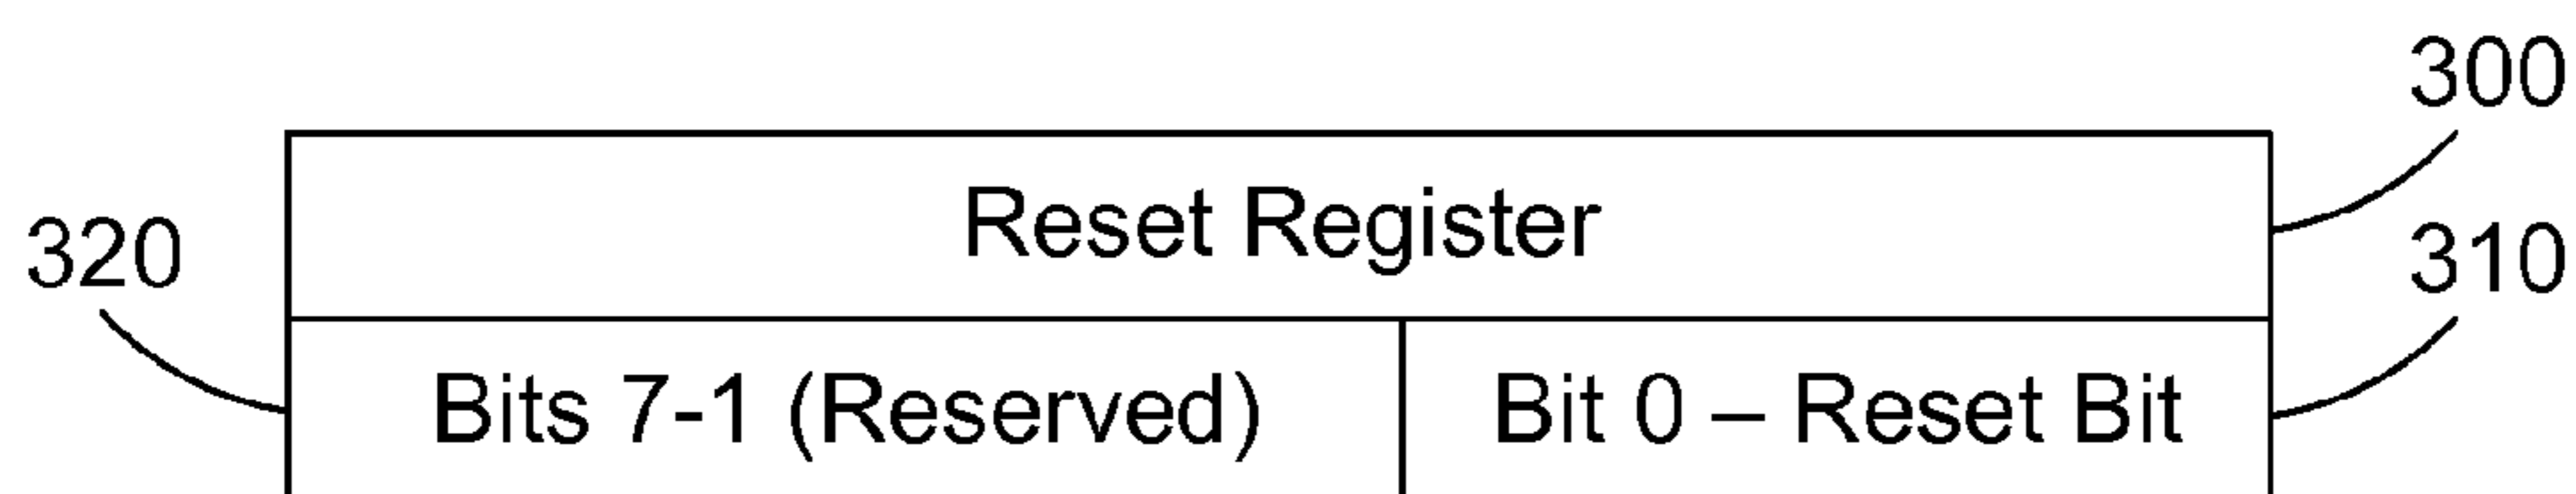 300
Reset Register
320
310
Bits 7-1 (Reserved)
Bit 0 – Reset Bit